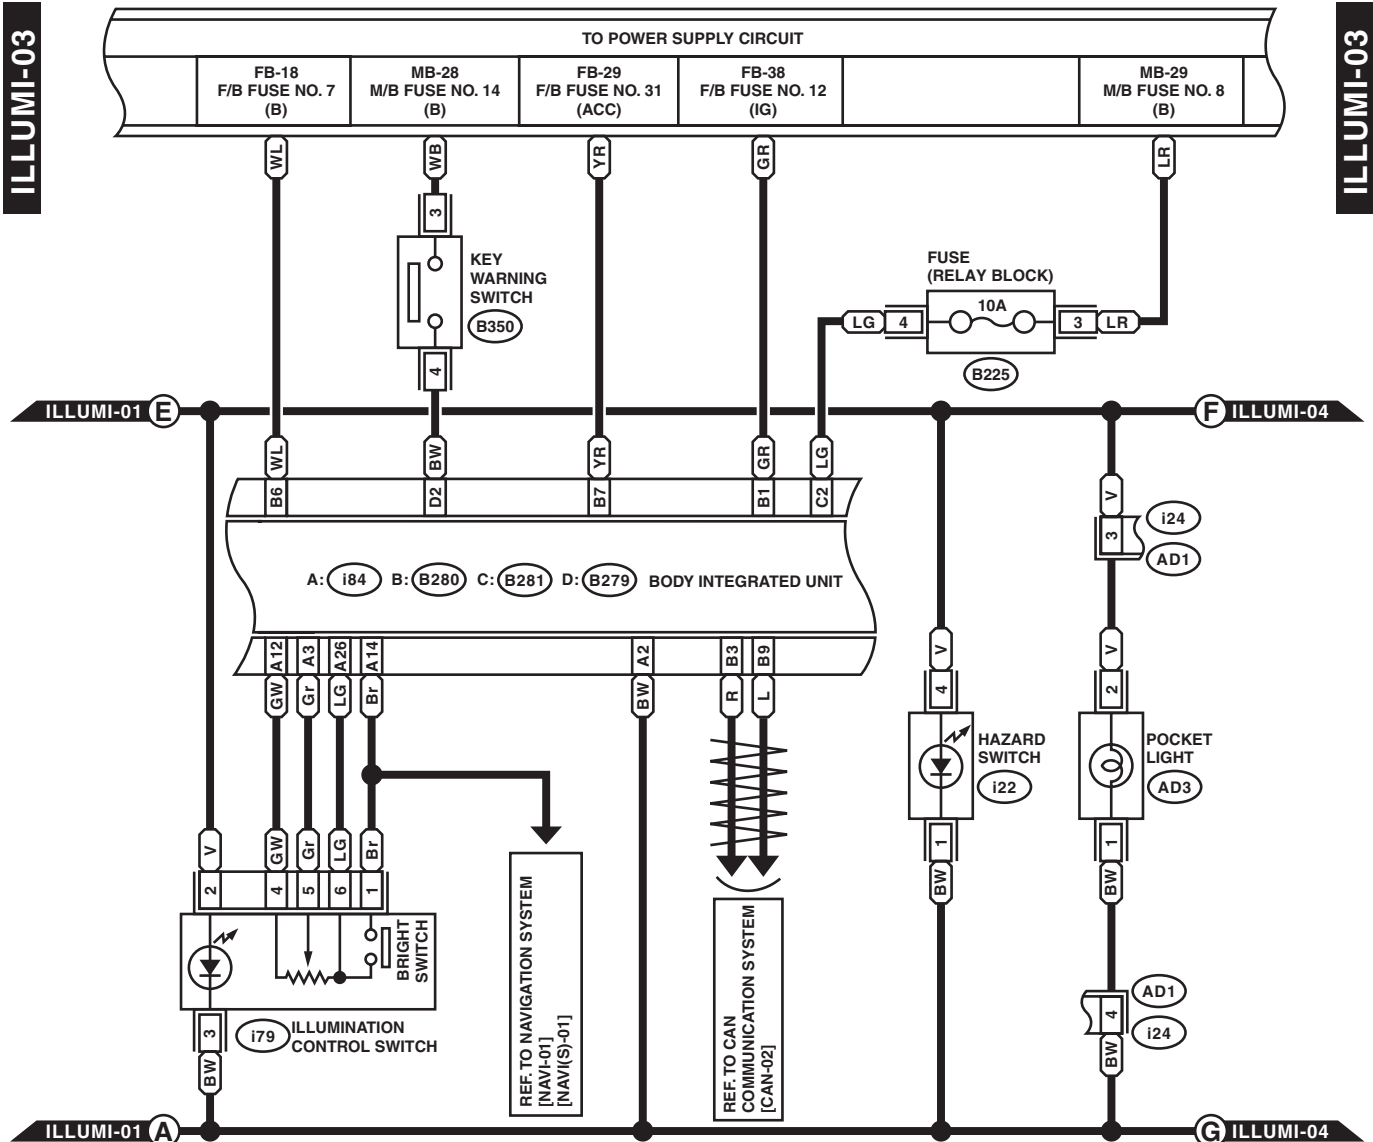 ILLUMI-03
ILLUMI-03
TO POWER SUPPLY CIRCUIT
FB-18
F/B FUSE NO. 7
(B)
MB-28
M/B FUSE NO. 14
(B)
FB-29
F/B FUSE NO. 31
(ACC)
FB-38
F/B FUSE NO. 12
(IG)
MB-29
M/B FUSE NO. 8
(B)
WL
WB
YR
GR
LR
3
KEY
WARNING
SWITCH
B350
4
FUSE
(RELAY BLOCK)
10A
LG
4
3
LR
B225
ILLUMI-01
E
F
ILLUMI-04
WL
BW
YR
GR
LG
B6
D2
B7
B1
C2
V
3
i24
AD1
A: i84 B: B280 C: B281 D: B279 BODY INTEGRATED UNIT
A12
A3
A26
A14
A2
B3
B9
GW
Gr
LG
Br
BW
R
L
V
4
V
2
HAZARD
SWITCH
i22
POCKET
LIGHT
AD3
V
GW
Gr
LG
Br
2
4
5
6
1
1
BW
1
BW
BRIGHT
SWITCH
REF. TO NAVIGATION SYSTEM
[NAVI-01]
[NAVI(S)-01]
REF. TO CAN
COMMUNICATION SYSTEM
[CAN-02]
3
BW
i79
ILLUMINATION
CONTROL SWITCH
AD1
4
i24
BW
ILLUMI-01
A
G
ILLUMI-04